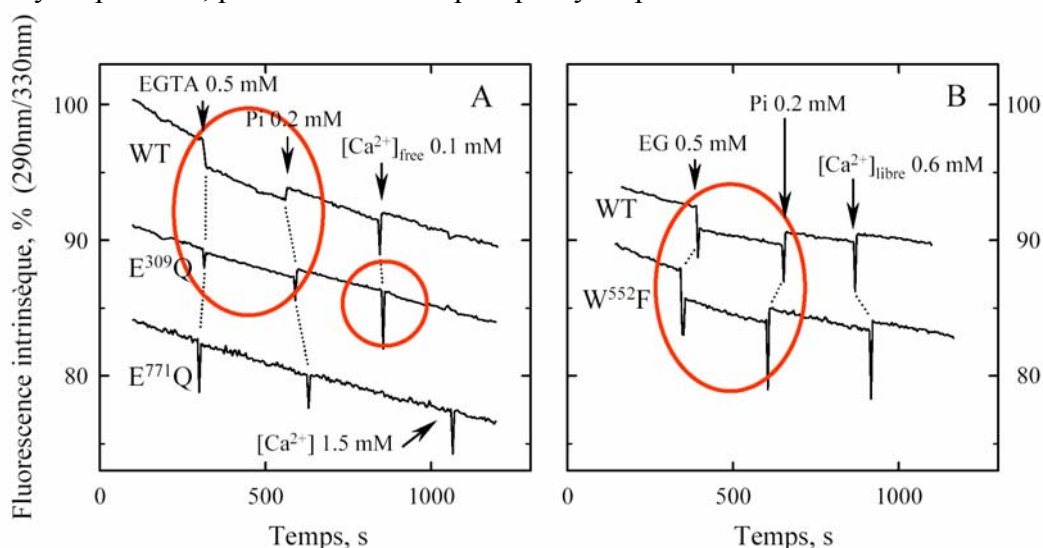 Fluorescence intrinsèque, % (290nm/330nm)
100
90
80
A
EGTA 0.5 mM
Pi 0.2 mM
[Ca²⁺]free 0.1 mM
WT
E³⁰⁹Q
E⁷⁷¹Q
[Ca²⁺] 1.5 mM
0
500
1000
Temps, s
B
Pi 0.2 mM
EG 0.5 mM
[Ca²⁺]libre 0.6 mM
WT
W⁵⁵²F
100
90
80
0
500
1000
Temps, s